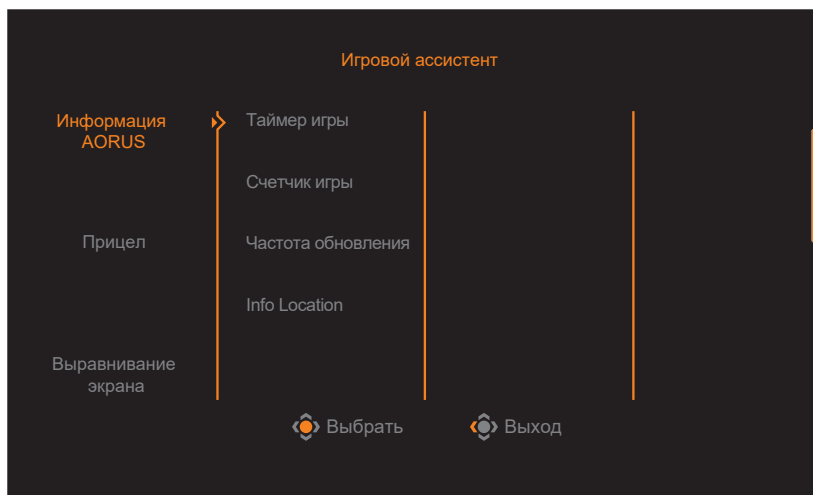 Игровой ассистент
Информация
AORUS
Таймер игры
Счетчик игры
Прицел
Частота обновления
Info Location
Выравнивание
экрана
Выбрать
Выход